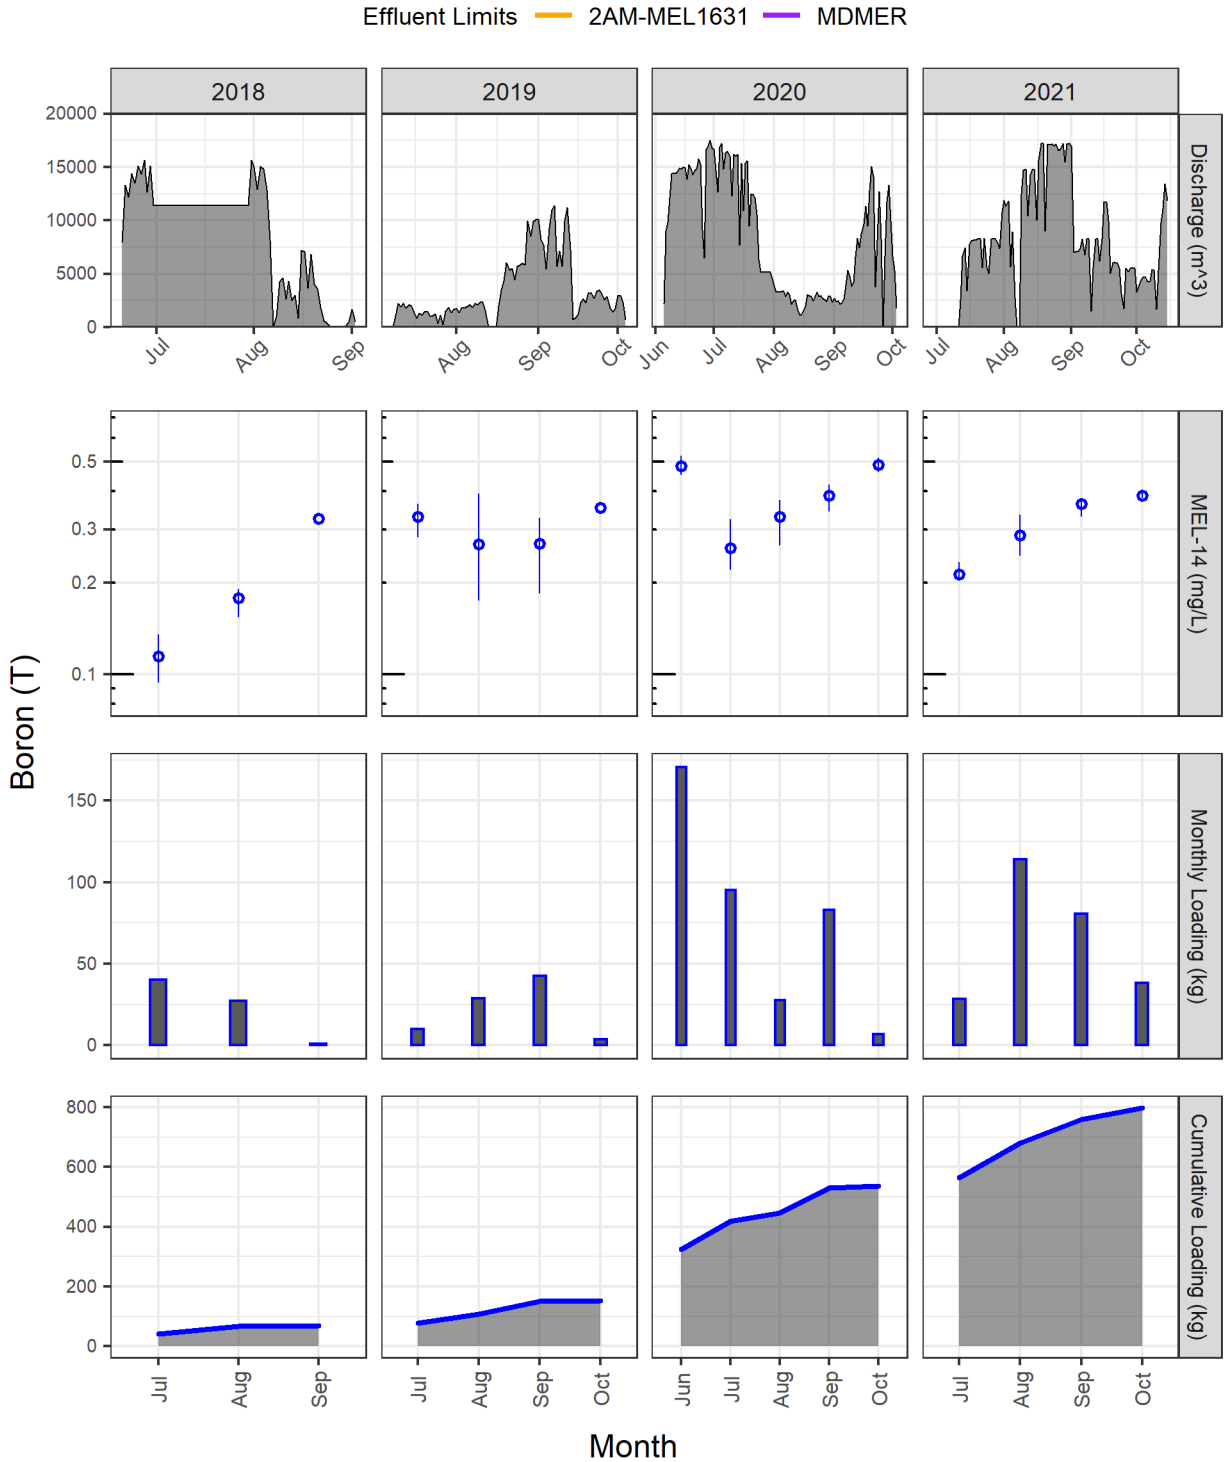 Effluent Limits 2AM-MEL1631 MDMER
2018 2019 2020 2021
20000
15000
10000
5000
0
Discharge (m^3)
Jul Aug Sep Aug Sep Oct Jun Jul Aug Sep Oct Jul Aug Sep Oct
0.5
0.3
0.2
0.1
MEL-14 (mg/L)
Boron (T)
150
100
50
0
Monthly Loading (kg)
800
600
400
200
0
Cumulative Loading (kg)
Jul Aug Sep Jul Aug Sep Oct Jun Jul Aug Sep Oct Jul Aug Sep Oct
Month